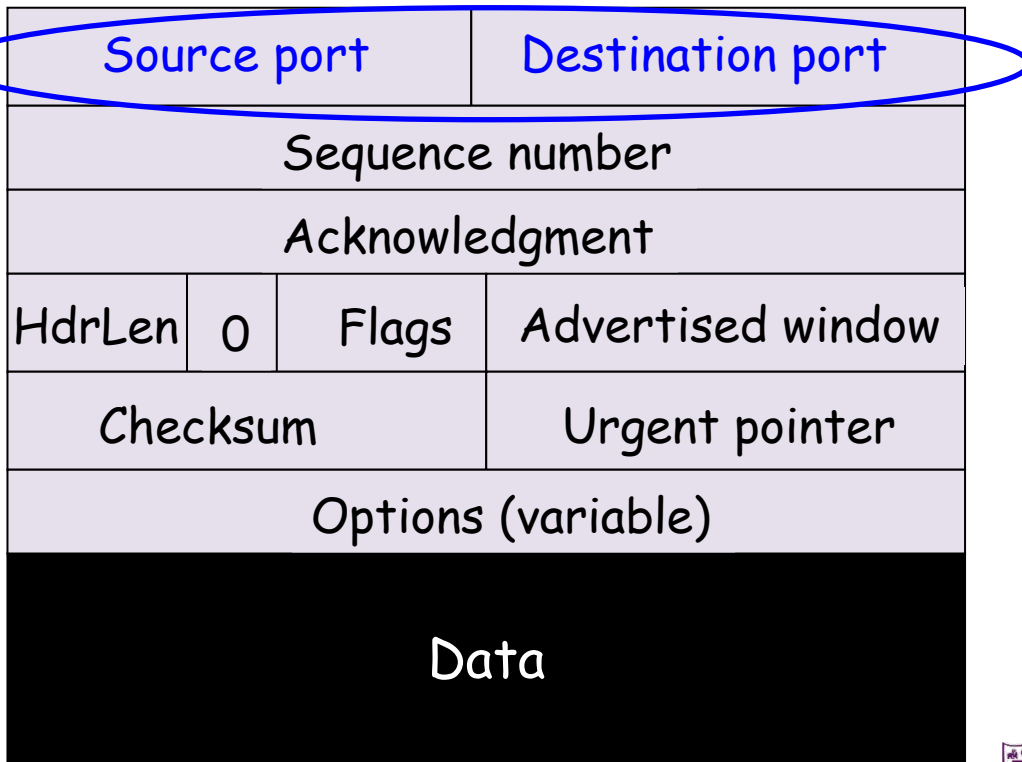 Source port Destination port
Sequence number
Acknowledgment
HdrLen 0 Flags Advertised window
Checksum Urgent pointer
Options (variable)
Data